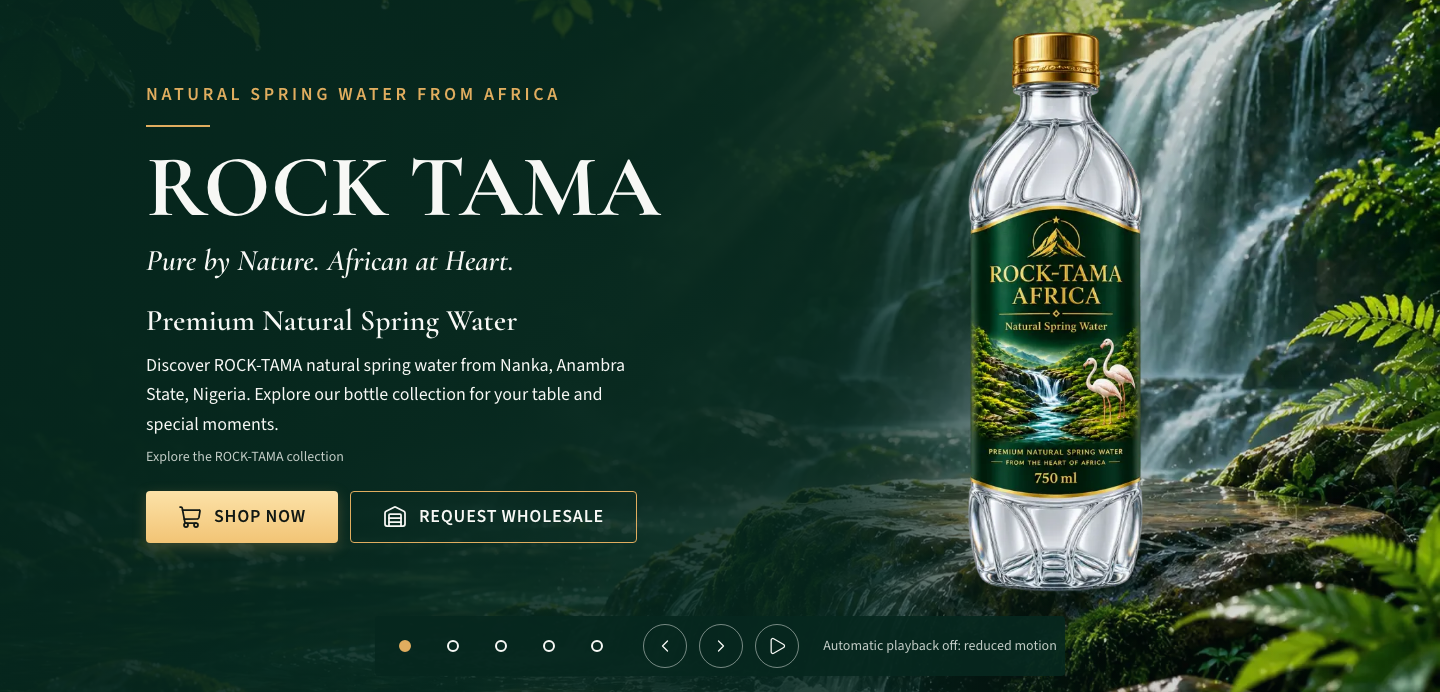 NATURAL SPRING WATER FROM AFRICA
ROCK TAMA
Pure by Nature. African at Heart.
Premium Natural Spring Water
Discover ROCK-TAMA natural spring water from Nanka, Anambra
State, Nigeria. Explore our bottle collection for your table and
special moments.
Explore the ROCK-TAMA collection
SHOP NOW
REQUEST WHOLESALE
ROCK-TAMA
AFRICA
Natural Spring Water
PREMIUM NATURAL SPRING WATER
FROM THE HEART OF AFRICA
750 ml
Automatic playback off: reduced motion